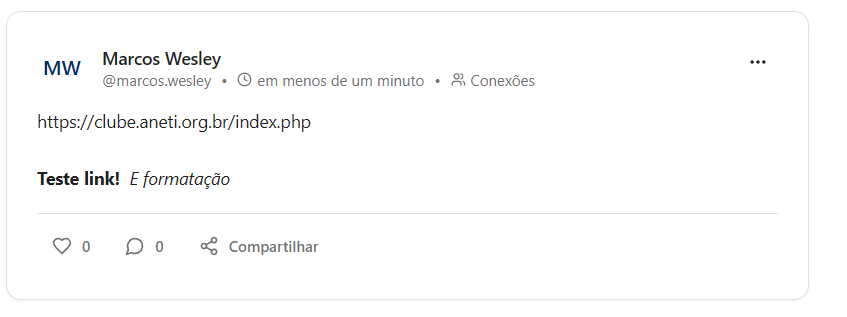 MW
Marcos Wesley
@marcos.wesley • em menos de um minuto • Conexões
https://clube.aneti.org.br/index.php
Teste link! E formatação
0 0 Compartilhar